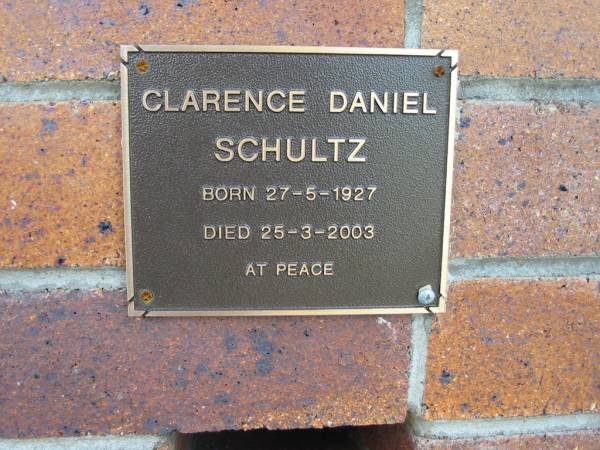 CLARENCE DANIEL
SCHULTZ
BORN 27-5-1927
DIED 25-3-2003
AT PEACE